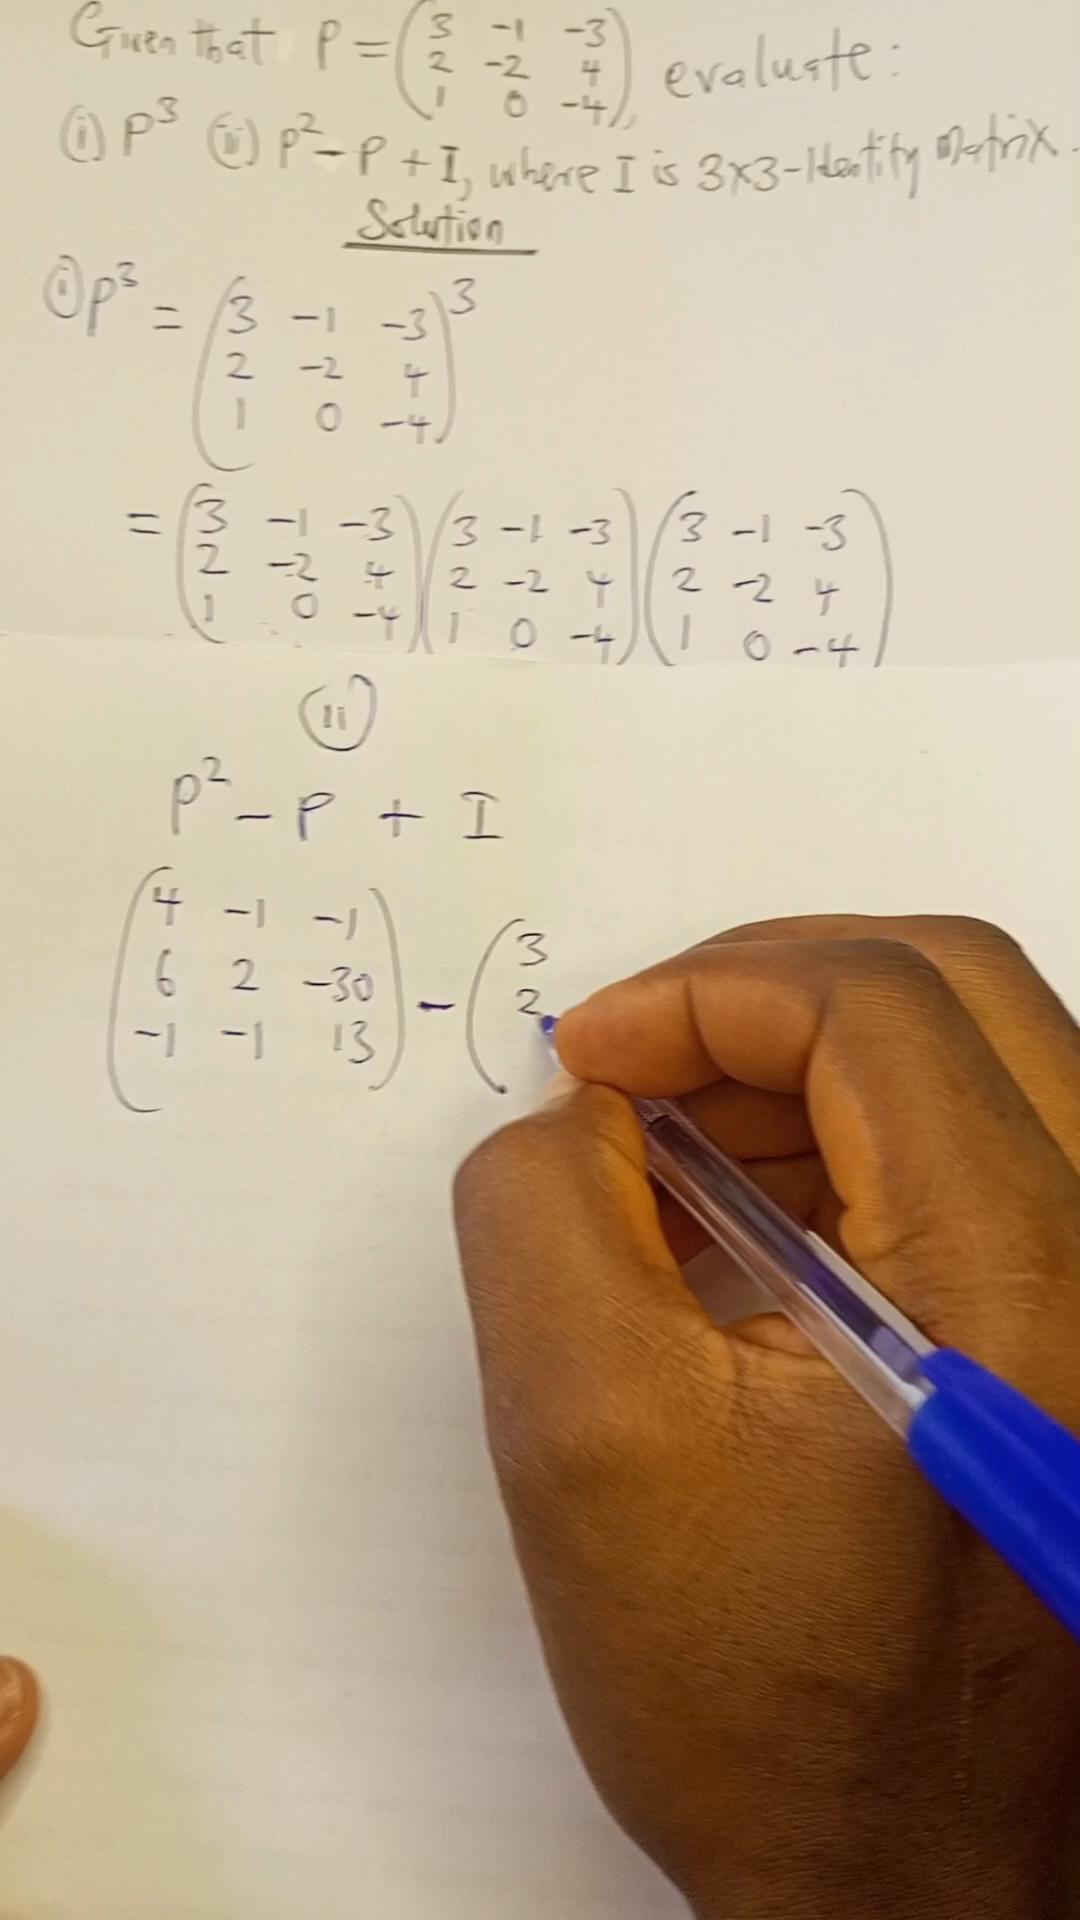 Given that P = (3 -1 -3
2 -2 4
1 0 -4), evaluate:
(i) P³ (ii) P² - P + I, where I is 3x3-Identity Matrix.
Solution
(i) P³ = (3 -1 -3
2 -2 4
1 0 -4)³
= (3 -1 -3) (3 -1 -3) (3 -1 -3)
(2 -2 4) (2 -2 4) (2 -2 4)
(1 0 -4) (1 0 -4) (1 0 -4)
(ii)
P² - P + I
(4 -1 -1
6 2 -30
-1 -1 13) - (3
2